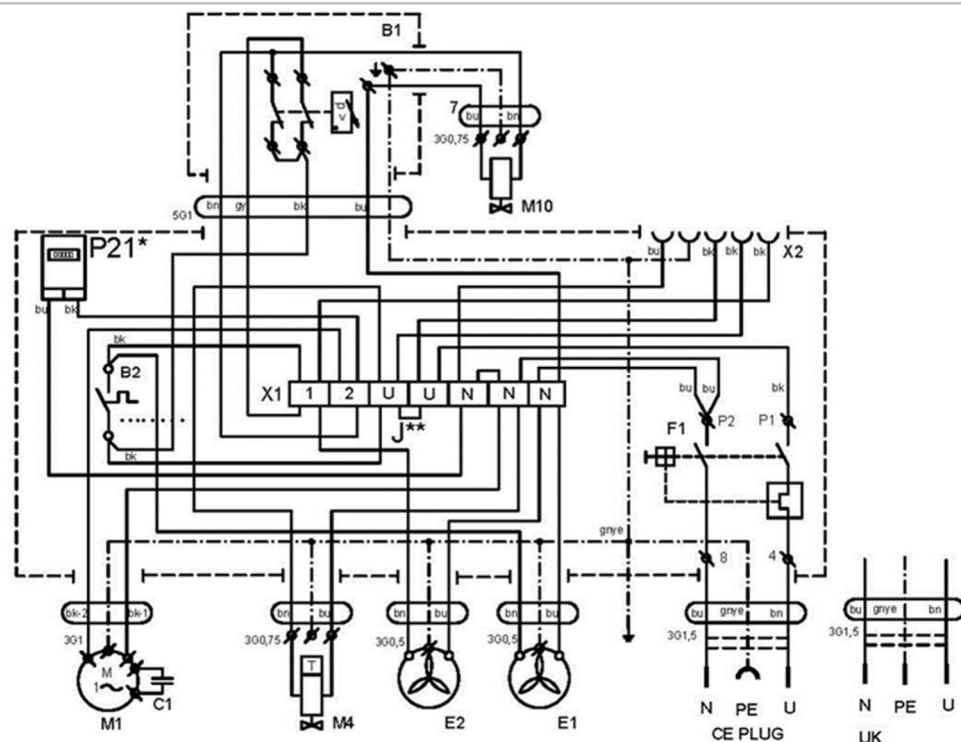 B1
<p
7 bu bn
3G0,75
M10
5G1 bn gy bk bu
P21*
00000
bu bk
bu bk bk bk
X2
bk
B2
X1 1 2 U U N N N
J**
bu bu bk
F1 P2 P1
gnye
8 4
bk-2 bk-1
3G1
M
1
C1
M1
bn bu
3G0,75
T
M4
bn bu
3G0,5
E2
bn bu
3G0,5
E1
bu gnye bn
3G1,5
N PE U
CE PLUG
bu gnye bn
3G1,5
N PE U
UK